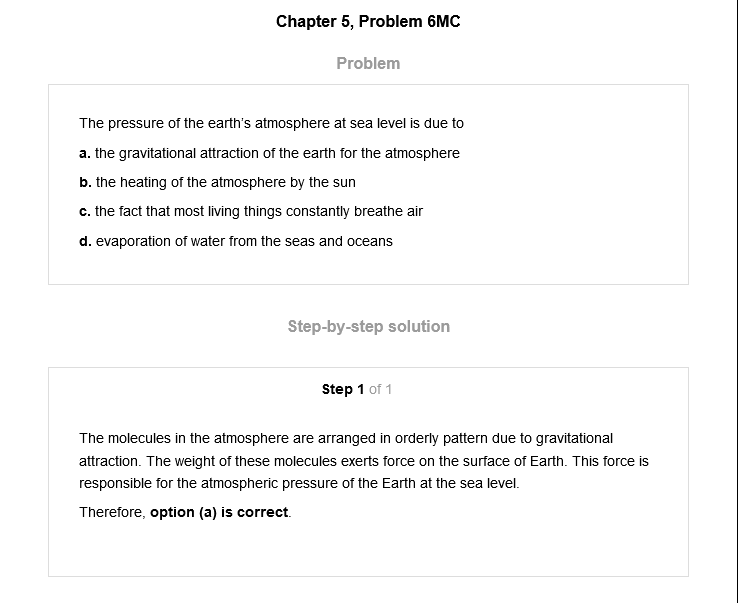 Chapter 5, Problem 6MC
Problem
The pressure of the earth's atmosphere at sea level is due to
a. the gravitational attraction of the earth for the atmosphere
b. the heating of the atmosphere by the sun
c. the fact that most living things constantly breathe air
d. evaporation of water from the seas and oceans
Step-by-step solution
Step 1 of 1
The molecules in the atmosphere are arranged in orderly pattern due to gravitational
attraction. The weight of these molecules exerts force on the surface of Earth. This force is
responsible for the atmospheric pressure of the Earth at the sea level.
Therefore, option (a) is correct.